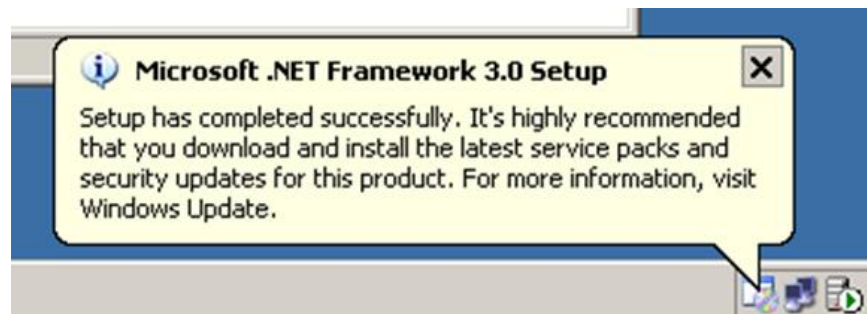 Microsoft .NET Framework 3.0 Setup
Setup has completed successfully. It's highly recommended
that you download and install the latest service packs and
security updates for this product. For more information, visit
Windows Update.